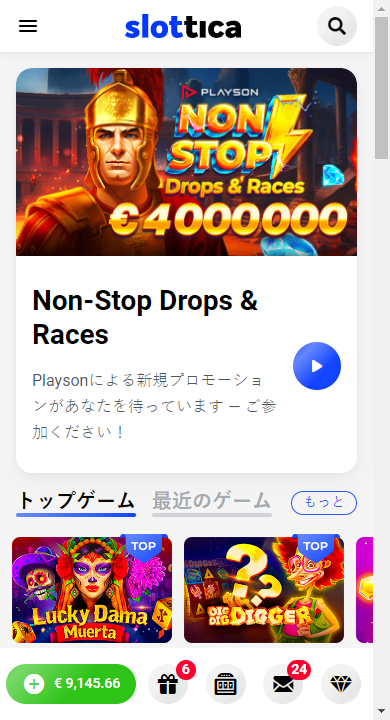 slottica
PLAYSON
NON
STOP
Drops & Races
€4000000
Non-Stop Drops &
Races
Playsonによる新規プロモーショ
ンがあなたを待っています – ご参
加ください！
トップゲーム 最近のゲーム もっと
TOP TOP
Lucky Dama
Muerta
DIG DIG DIGGER
€ 9,145.66 6 24